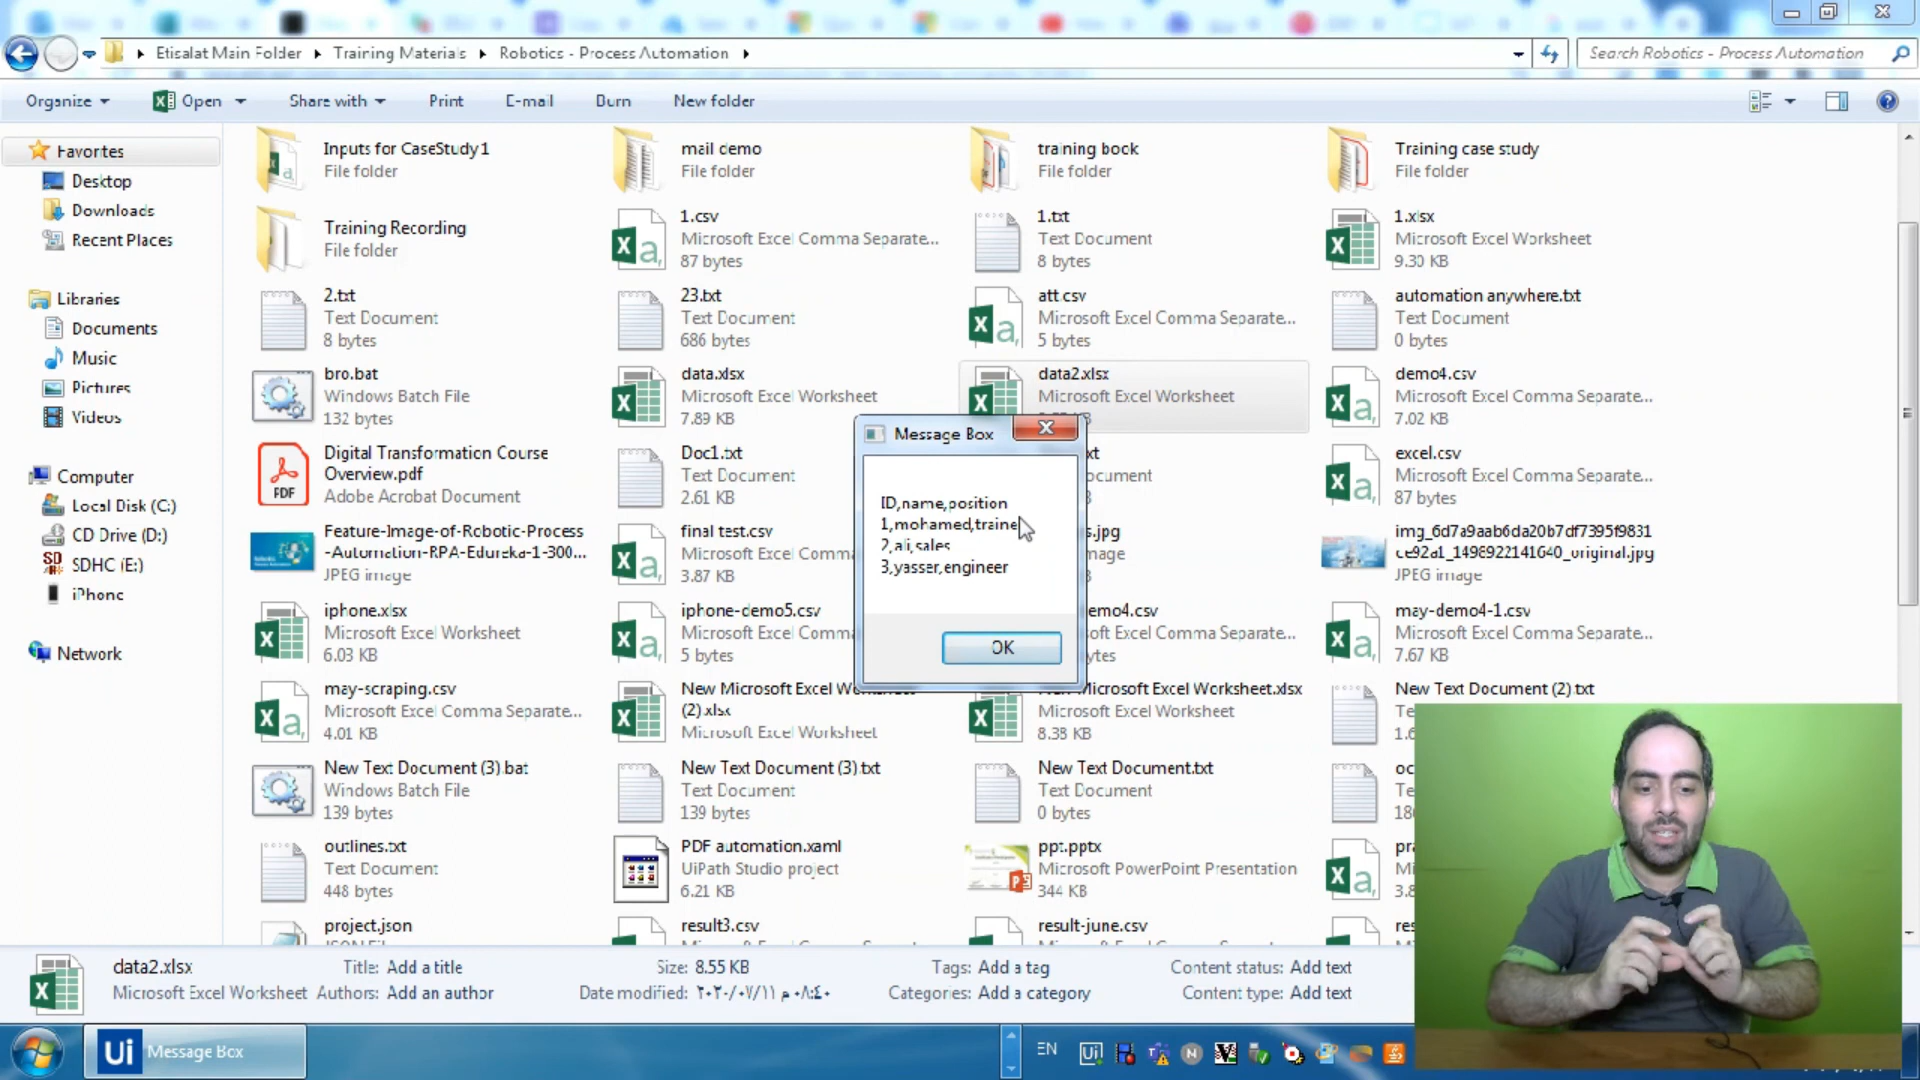 Etisalat Main Folder
Training Materials
Robotics - Process Automation
Search Robotics - Process Automation
Organize
Open
Share with
Print
E-mail
Burn
New folder
Favorites
Desktop
Downloads
Recent Places
Libraries
Documents
Music
Pictures
Videos
Computer
Local Disk (C:)
CD Drive (D:)
SDHC (E:)
iPhone
Network
Inputs for CaseStudy1
File folder
mail demo
File folder
training bock
File folder
Training case study
File folder
Training Recording
File folder
1.csv
Microsoft Excel Comma Separate...
87 bytes
1.txt
Text Document
8 bytes
1.xlsx
Microsoft Excel Worksheet
9.30 KB
2.txt
Text Document
8 bytes
23.txt
Text Document
686 bytes
att.csv
Microsoft Excel Comma Separate...
5 bytes
automation anywhere.txt
Text Document
0 bytes
bro.bat
Windows Batch File
132 bytes
data.xlsx
Microsoft Excel Worksheet
7.89 KB
data2.xlsx
Microsoft Excel Worksheet
demo4.csv
Microsoft Excel Comma Separate...
7.02 KB
Digital Transformation Course
Overview.pdf
Adobe Acrobat Document
PDF
Doc1.txt
Text Document
2.61 KB
excel.csv
Microsoft Excel Comma Separate...
87 bytes
Feature-Image-of-Robotic-Process
-Automation-RPA-Edureka-1-300...
JPEG image
final test.csv
Microsoft Excel Comma
3.87 KB
img_6d7a9aab6da20b7df7395f9831
ce92a1_1498922141640_original.jpg
JPEG image
iphone.xlsx
Microsoft Excel Worksheet
6.03 KB
iphone-demo5.csv
Microsoft Excel Comma
5 bytes
emo4.csv
Excel Comma Separate...
ytes
may-demo4-1.csv
Microsoft Excel Comma Separate...
7.67 KB
may-scraping.csv
Microsoft Excel Comma Separate...
4.01 KB
New Microsoft Excel Worksheet
(2).xlsx
Microsoft Excel Worksheet
New Microsoft Excel Worksheet.xlsx
Microsoft Excel Worksheet
8.38 KB
New Text Document (2).txt
New Text Document (3).bat
Windows Batch File
139 bytes
New Text Document (3).txt
Text Document
139 bytes
New Text Document.txt
Text Document
0 bytes
outlines.txt
Text Document
448 bytes
PDF automation.xaml
UiPath Studio project
6.21 KB
ppt.pptx
Microsoft PowerPoint Presentation
344 KB
project.json
result3.csv
result-june.csv
Message Box
ID,name,position
1,mohamed,traine
2,ali,sales
3,yasser,engineer
OK
data2.xlsx
Microsoft Excel Worksheet
Title: Add a title
Authors: Add an author
Size: 8.55 KB
Date modified: ٢٠٢٠/٠٧/١١ ٠٨:٤٠ م
Tags: Add a tag
Categories: Add a category
Content status: Add text
Content type: Add text
Ui
Message Box
EN